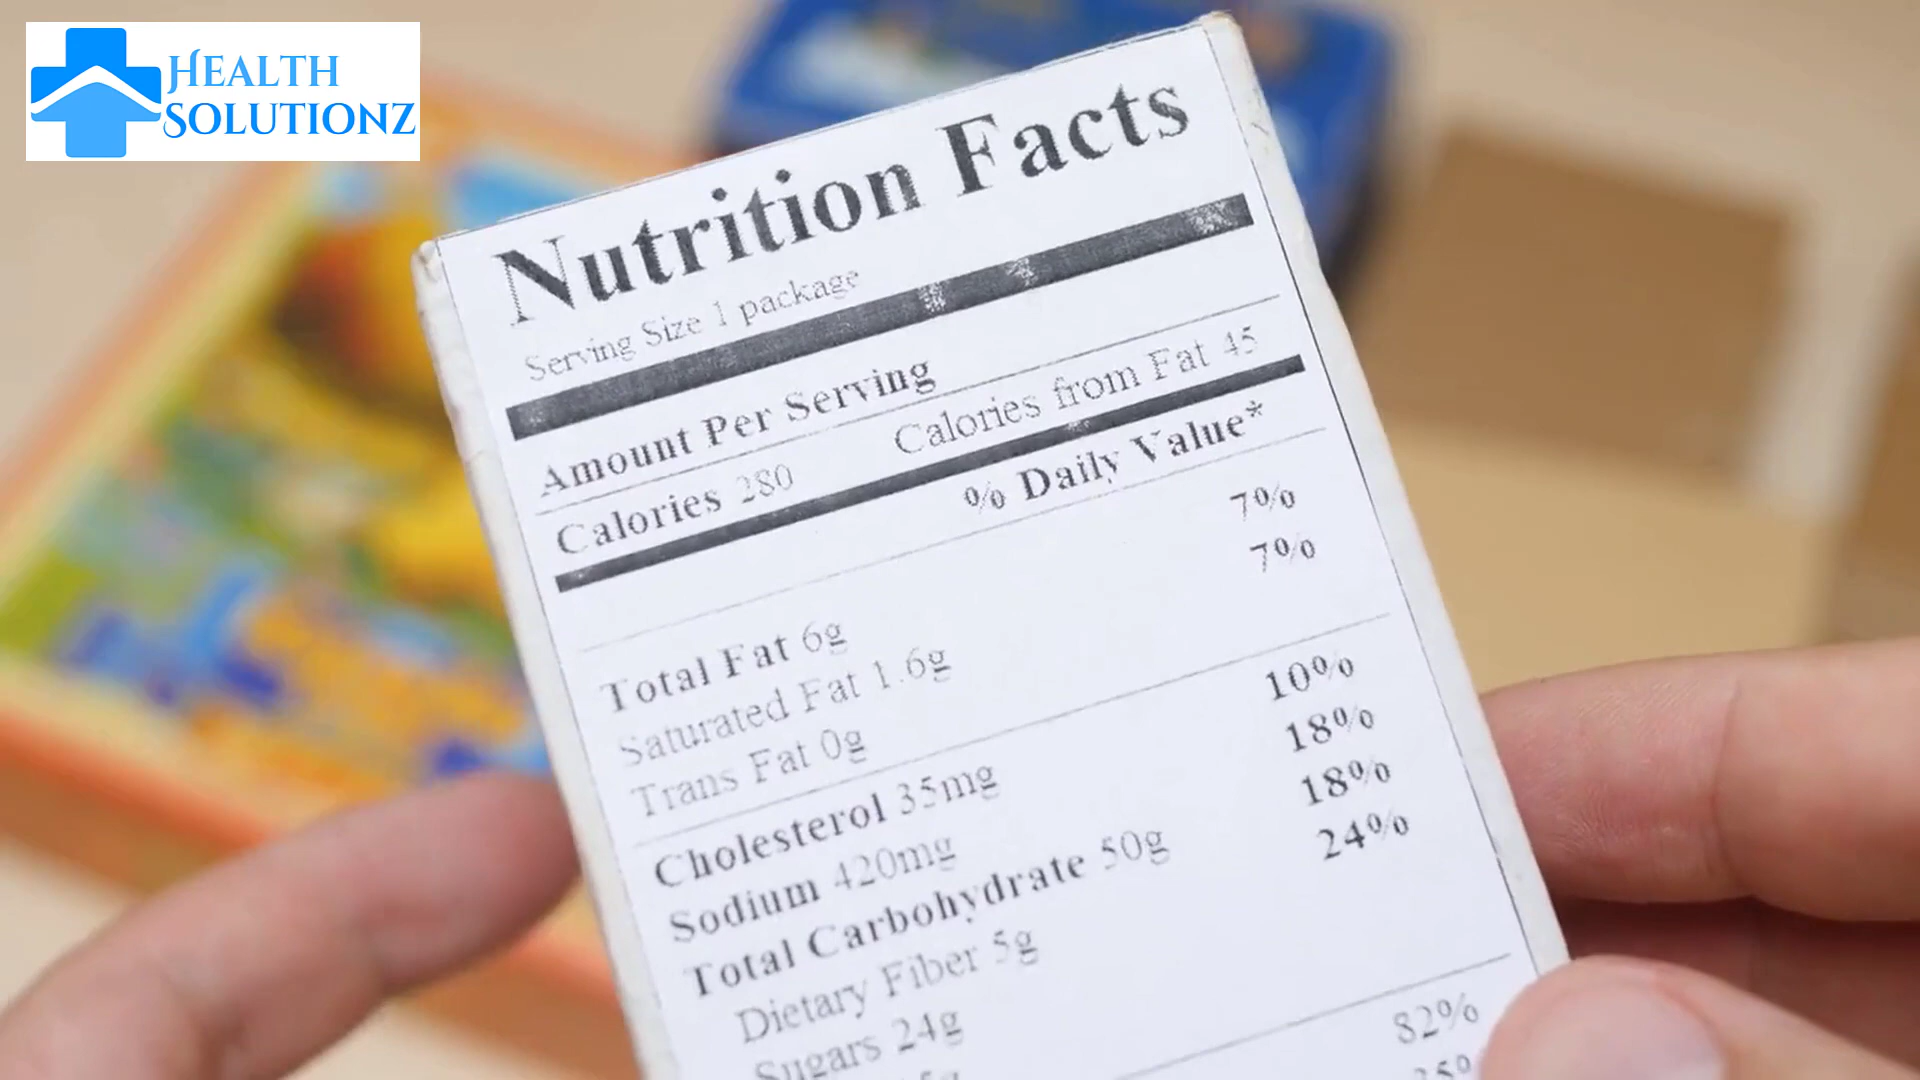 HEALTH
SOLUTIONZ
Nutrition Facts
Serving Size 1 package
Amount Per Serving
Calories 280 Calories from Fat 45
% Daily Value*
7%
7%
Total Fat 6g
Saturated Fat 1.6g
Trans Fat 0g
10%
18%
18%
24%
Cholesterol 35mg
Sodium 420mg
Total Carbohydrate 50g
Dietary Fiber 5g
Sugars 24g
82%